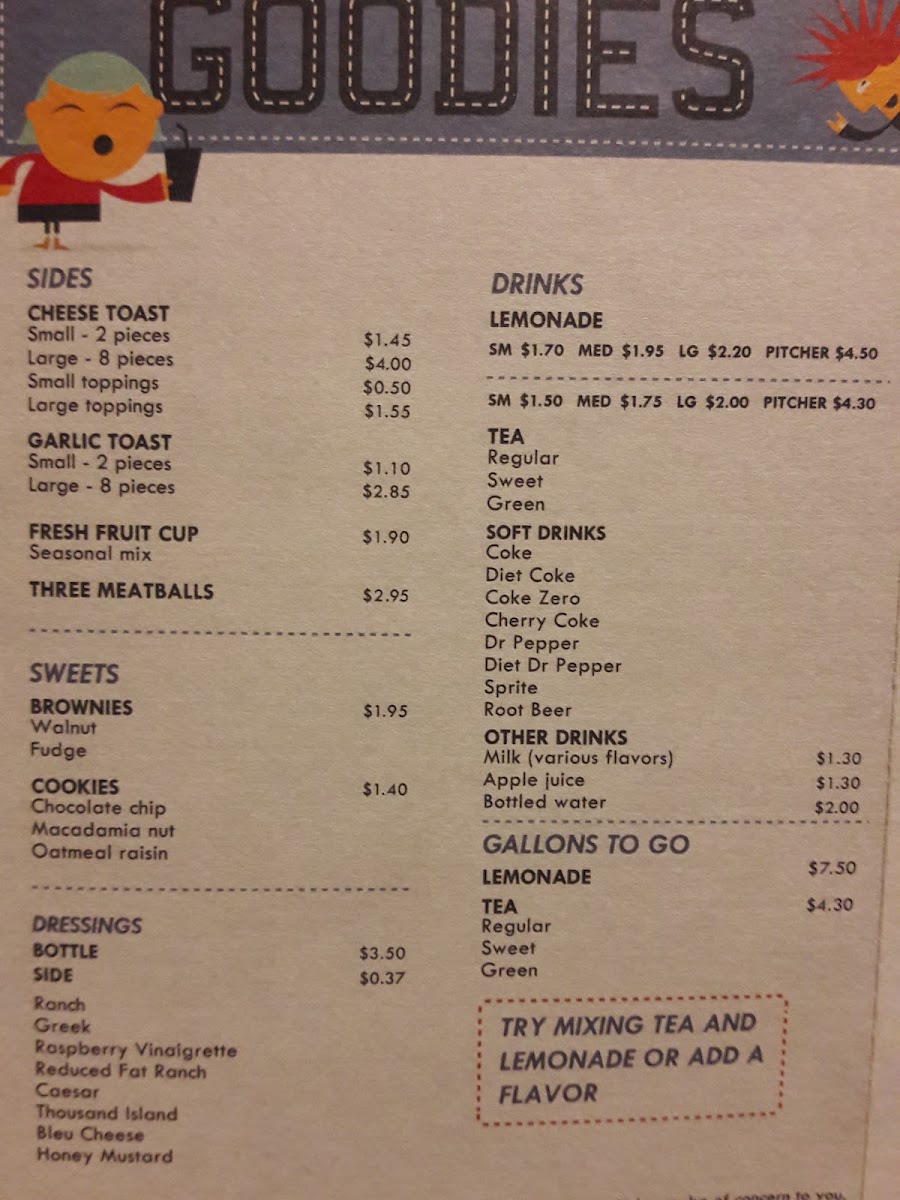 GOODIES
SIDES
CHEESE TOAST
Small - 2 pieces $1.45
Large - 8 pieces $4.00
Small toppings $0.50
Large toppings $1.55
GARLIC TOAST
Small - 2 pieces $1.10
Large - 8 pieces $2.85
FRESH FRUIT CUP $1.90
Seasonal mix
THREE MEATBALLS $2.95
SWEETS
BROWNIES $1.95
Walnut
Fudge
COOKIES $1.40
Chocolate chip
Macadamia nut
Oatmeal raisin
DRESSINGS
BOTTLE $3.50
SIDE $0.37
Ranch
Greek
Raspberry Vinaigrette
Reduced Fat Ranch
Caesar
Thousand Island
Bleu Cheese
Honey Mustard
DRINKS
LEMONADE
SM $1.70 MED $1.95 LG $2.20 PITCHER $4.50
SM $1.50 MED $1.75 LG $2.00 PITCHER $4.30
TEA
Regular
Sweet
Green
SOFT DRINKS
Coke
Diet Coke
Coke Zero
Cherry Coke
Dr Pepper
Diet Dr Pepper
Sprite
Root Beer
OTHER DRINKS
Milk (various flavors) $1.30
Apple juice $1.30
Bottled water $2.00
GALLONS TO GO
LEMONADE $7.50
TEA $4.30
Regular
Sweet
Green
TRY MIXING TEA AND
LEMONADE OR ADD A
FLAVOR
of concern to you,